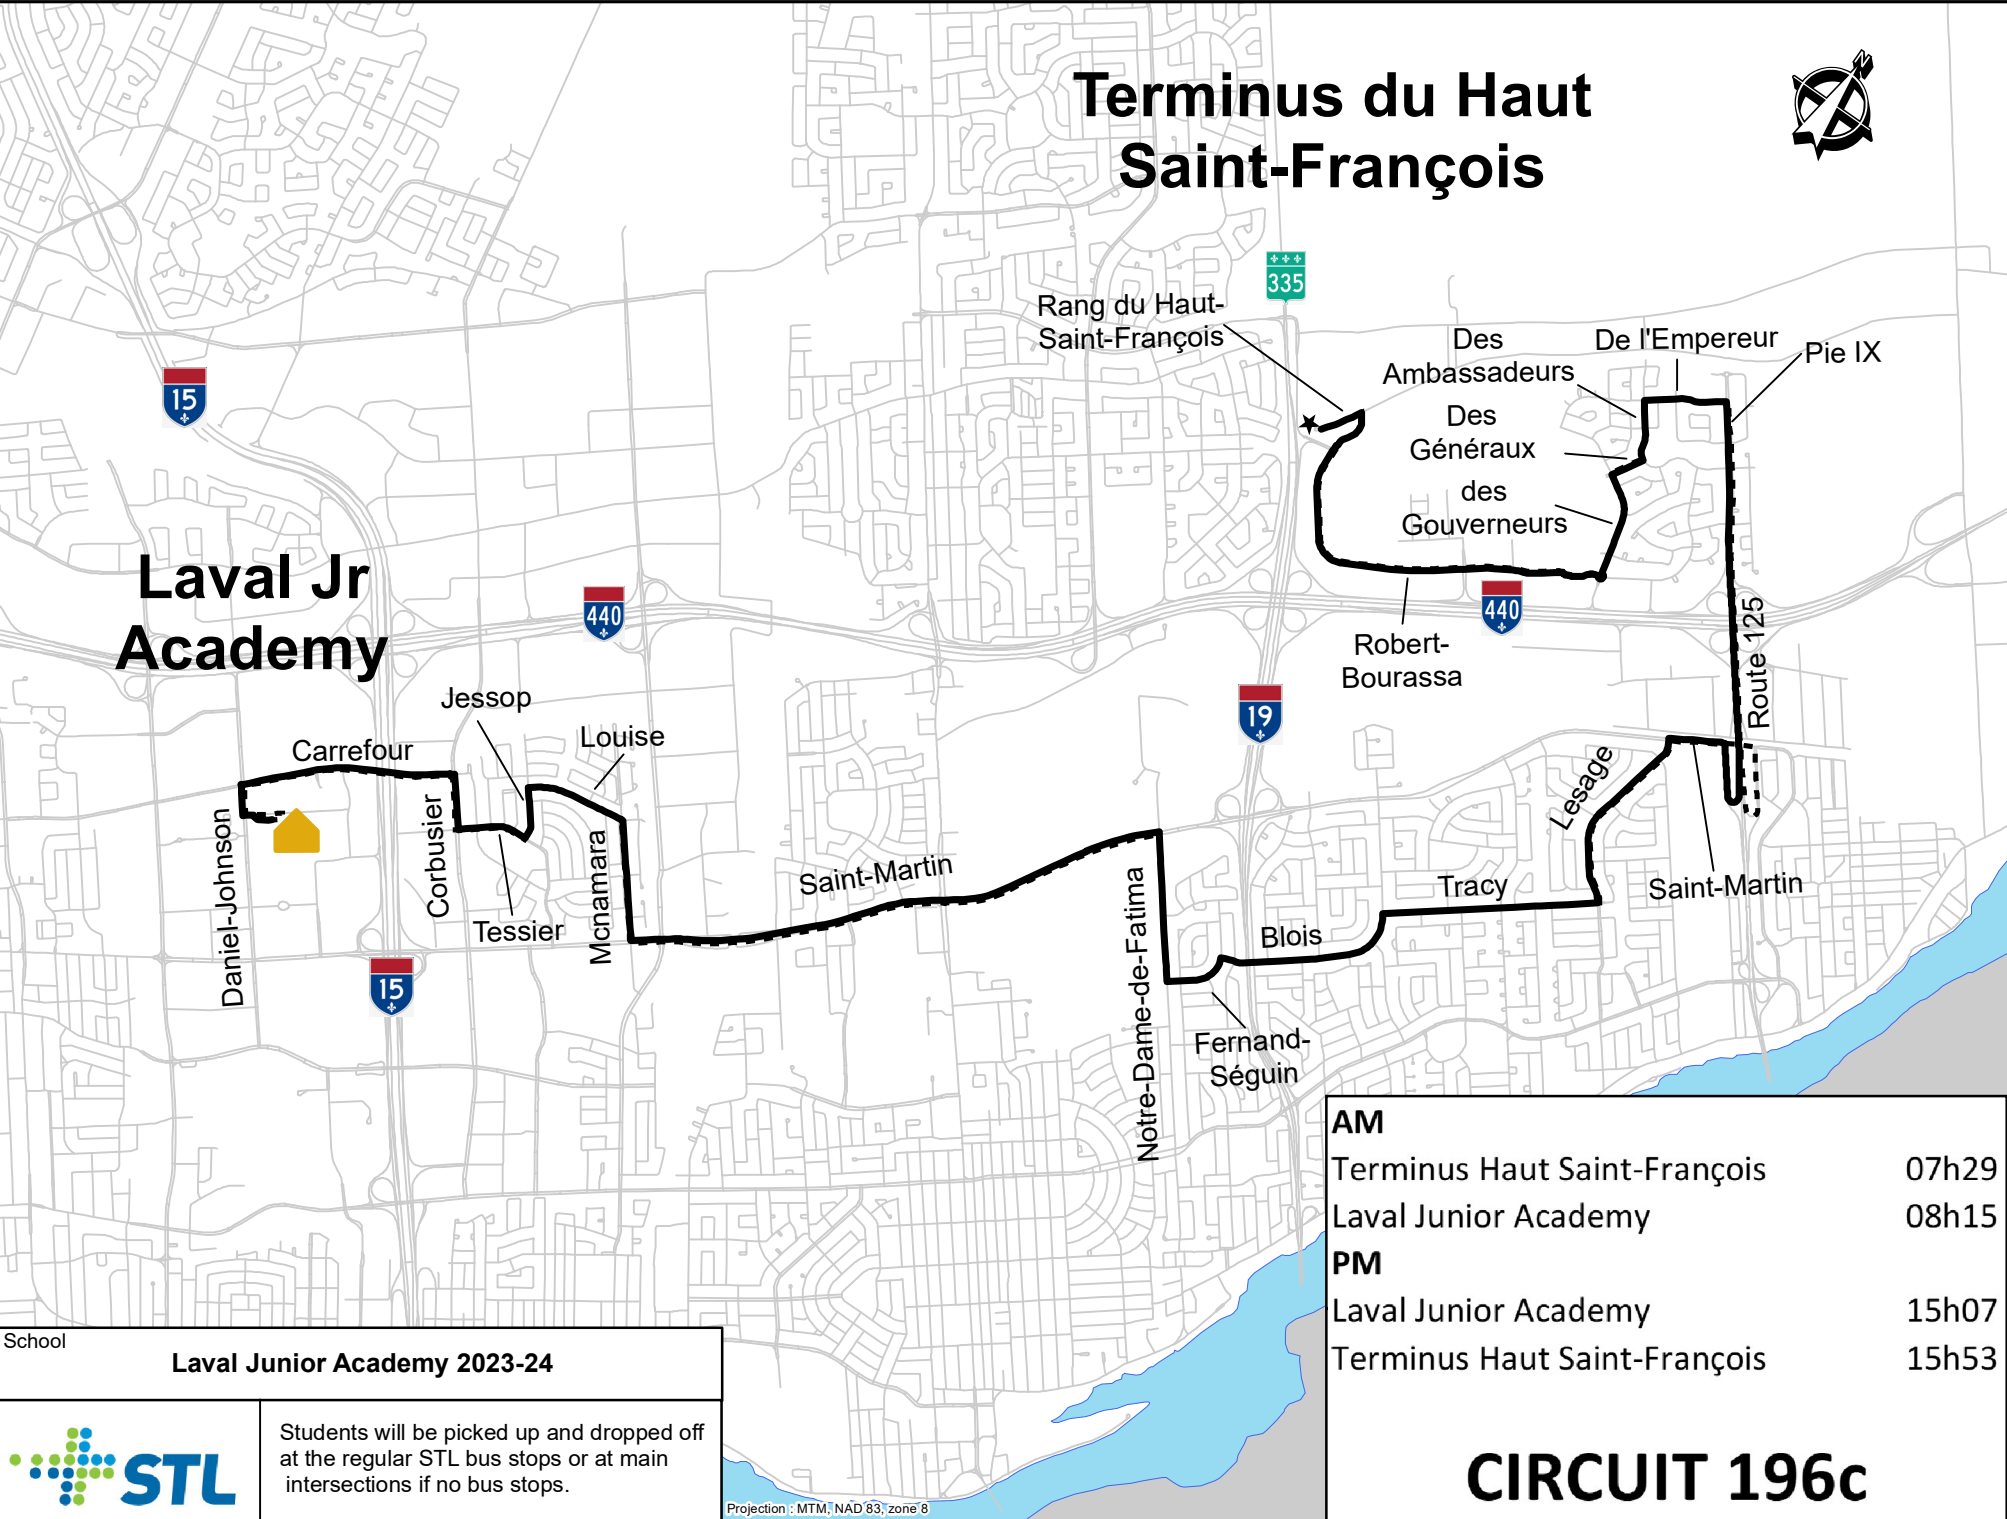 Terminus du Haut
Saint-François
N
335
Rang du Haut-
Saint-François
Des
Ambassadeurs
De l'Empereur
Pie IX
15
Des
Généraux
des
Gouverneurs
Laval Jr
Academy
440
440
Robert-
Bourassa
Route 125
Jessop
Louise
19
Carrefour
Lesage
Daniel-Johnson
Corbusier
Mcnamara
Saint-Martin
Notre-Dame-de-Fatima
Tracy
Saint-Martin
Tessier
Blois
15
Fernand-
Séguin
AM
Terminus Haut Saint-François 07h29
Laval Junior Academy 08h15
PM
Laval Junior Academy 15h07
Terminus Haut Saint-François 15h53
CIRCUIT 196c
School
Laval Junior Academy 2023-24
STL
Students will be picked up and dropped off
at the regular STL bus stops or at main
intersections if no bus stops.
Projection : MTM, NAD 83, zone 8